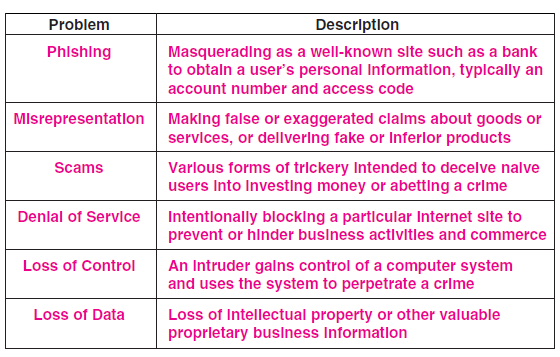 Problem Description
Phishing Masquerading as a well-known site such as a bank
to obtain a user's personal information, typically an
account number and access code
Misrepresentation Making false or exaggerated claims about goods or
services, or delivering fake or inferior products
Scams Various forms of trickery intended to deceive naive
users into investing money or abetting a crime
Denial of Service Intentionally blocking a particular Internet site to
prevent or hinder business activities and commerce
Loss of Control An intruder gains control of a computer system
and uses the system to perpetrate a crime
Loss of Data Loss of intellectual property or other valuable
proprietary business information